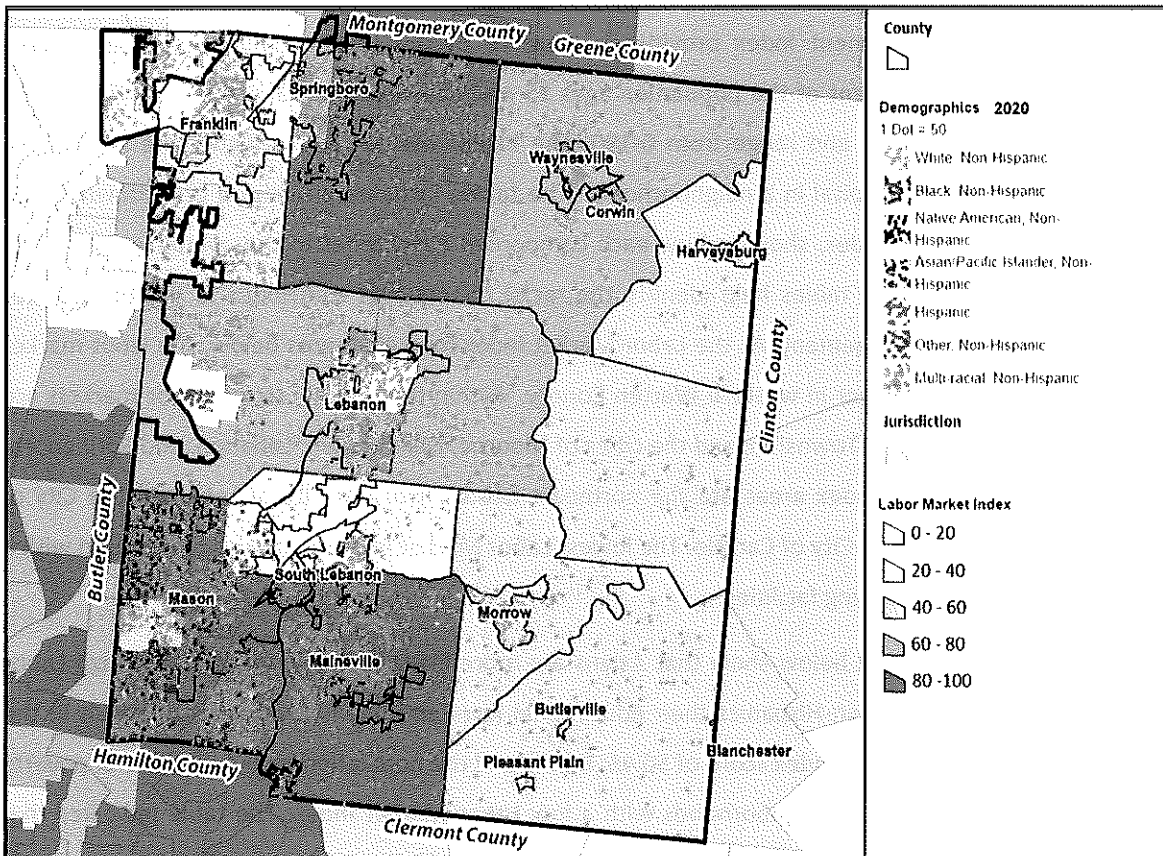 Montgomery County
Greene County
Springboro
Franklin
Waynesville
Corwin
Harveysburg
Clinton County
Lebanon
Butler County
South Lebanon
Mason
Morrow
Maineville
Butlerville
Blanchester
Pleasant Plain
Hamilton County
Clermont County
County
Demographics 2020
1 Dot = 50
White, Non-Hispanic
Black, Non-Hispanic
Native American, Non-
Hispanic
Asian/Pacific Islander, Non-
Hispanic
Hispanic
Other, Non-Hispanic
Multi-racial, Non-Hispanic
Jurisdiction
Labor Market Index
0 - 20
20 - 40
40 - 60
60 - 80
80 -100